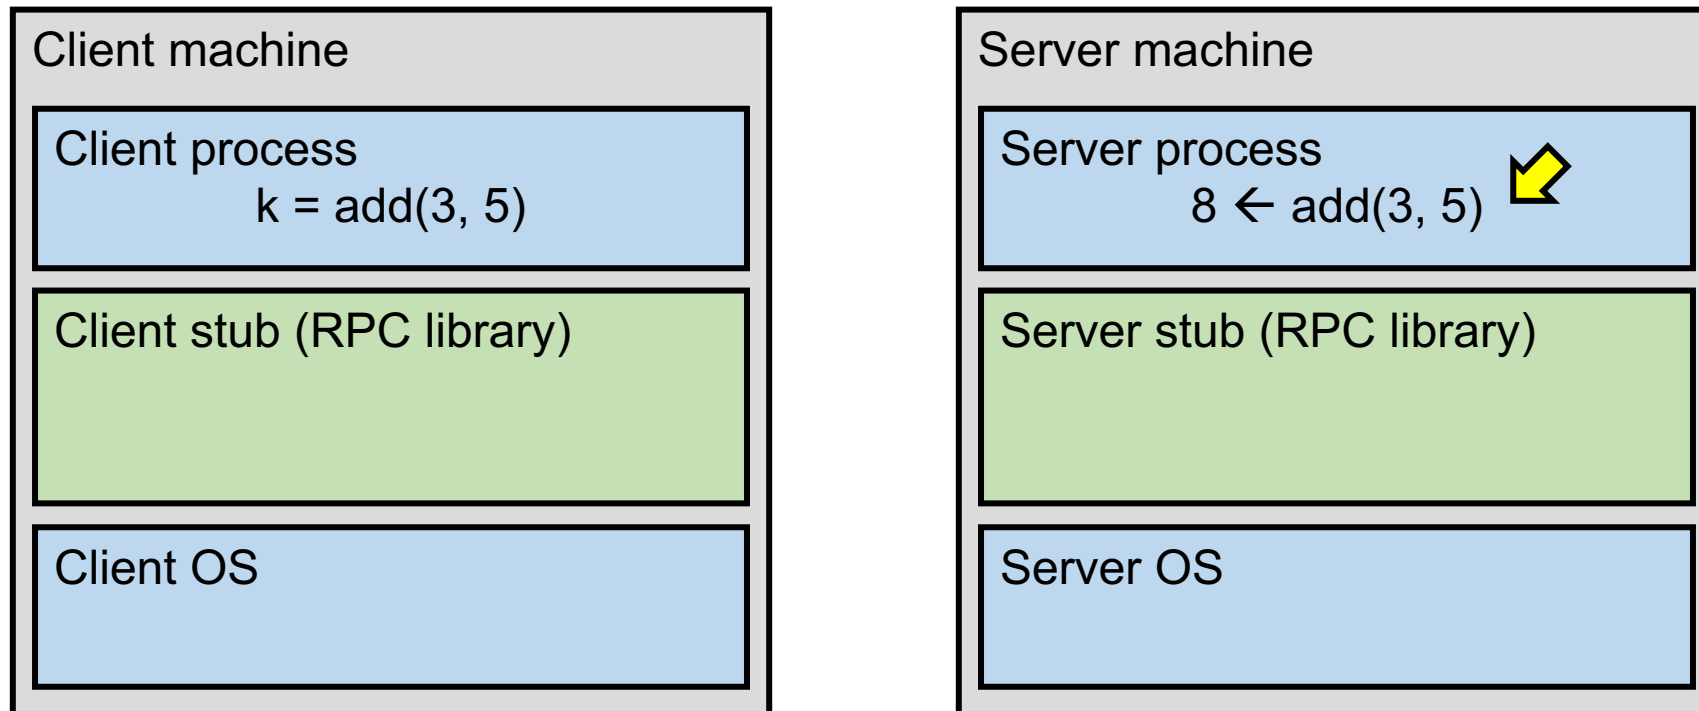 Client machine
Client process
k = add(3, 5)
Client stub (RPC library)
Client OS
Server machine
Server process
8 ← add(3, 5)
Server stub (RPC library)
Server OS